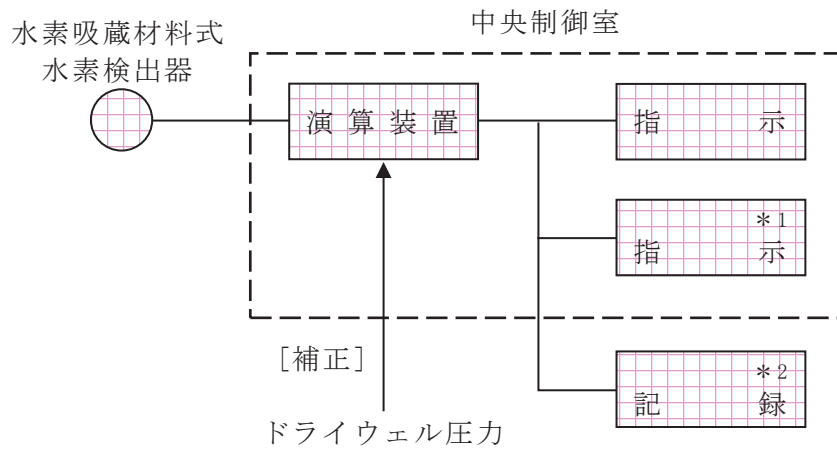 中央制御室
水素吸蔵材料式
水素検出器
演算装置
指示
*1
指示
[補正]
*2
記録
ドライウェル圧力